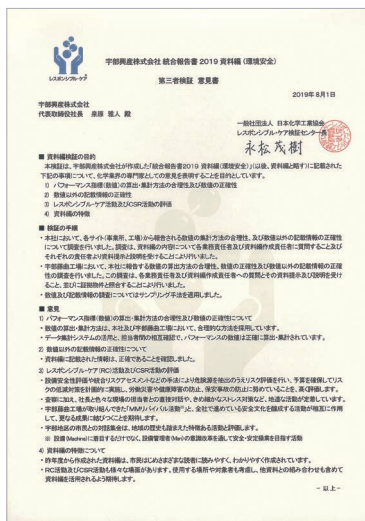 レスポンシブル・ケア
宇部興産株式会社 統合報告書 2019 資料編 (環境安全)
第三者検証 意見書
2019年8月1日
宇部興産株式会社
代表取締役社長 泉原 雅人 殿
一般社団法人 日本化学工業協会
レスポンシブル・ケア検証センター長
永松茂樹
■ 資料編検証の目的
本検証は、宇部興産株式会社が作成した「統合報告書2019 資料編(環境安全)」(以後、資料編と略す)に記載された
下記の事項について、化学業界の専門家としての意見を表明することを目的としています。
1) パフォーマンス指標(数値)の算出・集計方法の合理性及び数値の正確性
2) 数値以外の記載情報の正確性
3) レスポンシブル・ケア活動及びCSR活動の評価
4) 資料編の特徴
■ 検証の手順
・本社において、各サイト(事業所、工場)から報告される数値の集計方法の合理性、及び数値以外の記載情報の正確性
について調査を行いました。調査は、資料編の内容について各業務責任者及び資料編作成責任者に質問すること及び
それぞれの責任者より資料提示と説明を受けることにより行いました。
・宇部藤曲工場において、本社に報告する数値の算出方法の合理性、数値の正確性及び数値以外の記載情報の正確
性の調査を行いました。この調査は、各業務責任者及び資料編作成責任者への質問とその資料提示及び説明を受け
ること、並びに証拠物件と照合することにより行いました。
・数値及び記載情報の調査についてはサンプリング手法を適用しました。
■ 意見
1) パフォーマンス指標(数値)の算出・集計方法の合理性及び数値の正確性について
・数値の算出・集計方法は、本社及び宇部藤曲工場において、合理的な方法を採用しています。
・データ集計システムの活用と、担当者間の相互確認で、パフォーマンスの数値は正確に算出・集計されています。
2) 数値以外の記載情報の正確性について
・資料編に記載された情報は、正確であることを確認しました。
3) レスポンシブル・ケア(RC)活動及びCSR活動の評価
・設備安全性評価や統合リスクアセスメントなどの手法により危険源を抽出のうえリスク評価を行い、予算を確保してリス
クの低減対策を計画的に実施し、労働災害や健康障害の防止、保安事故の防止に努めていることを、高く評価します。
・査察に加え、社長と色々な現場の担当者との直接対話や、きめ細かなストレス対策など、地道な活動が定着しています。
・宇部藤曲工場が取り組んできた「MMリバイバル活動」※と、全社で進めている安全文化を醸成する活動が相互に作用
して、更なる成果に結びつくことを期待します。
・宇部地区の市民との対話集会は、地域の歴史も踏まえた特徴ある活動と評価します。
※ 設備(Machine)に着目するだけでなく、設備管理者(Man)の意識改革を通して安全・安定操業を目指す活動
4) 資料編の特徴について
・昨年度から作成された資料編は、市民はじめさまざまな読者に読みやすく、わかりやすく作成されています。
・RC活動及びCSR活動も様々な場面があります。使用する場所や対象者も考慮し、他資料との組み合わせも含めて
資料編を活用されるよう期待します。
- 以上 -